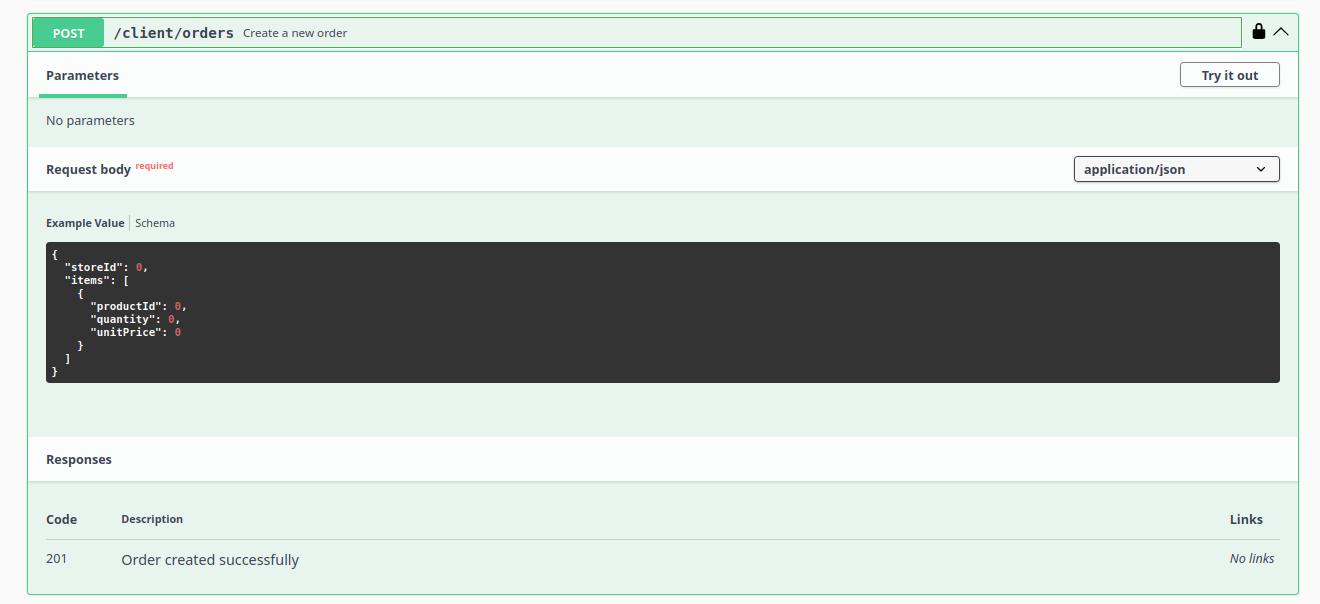 POST /client/orders Create a new order
Parameters Try it out
No parameters
Request body required application/json
Example Value Schema
{
  "storeId": 0,
  "items": [
    {
      "productId": 0,
      "quantity": 0,
      "unitPrice": 0
    }
  ]
}
Responses
Code Description Links
201 Order created successfully No links